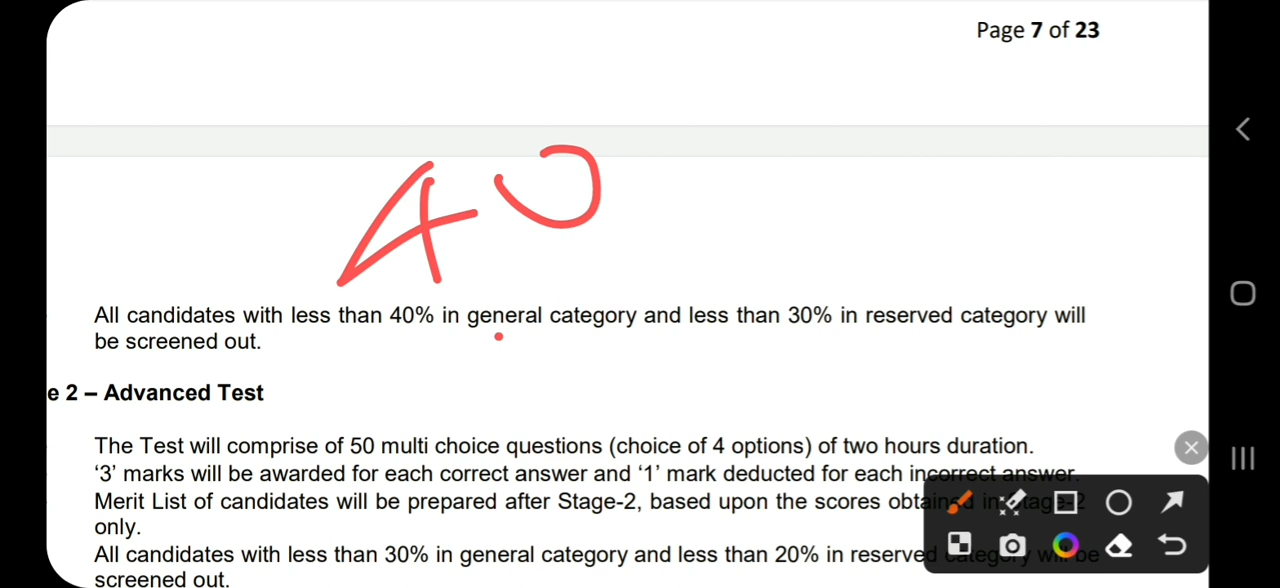 Page 7 of 23
40
All candidates with less than 40% in general category and less than 30% in reserved category will
be screened out.
e 2 – Advanced Test
The Test will comprise of 50 multi choice questions (choice of 4 options) of two hours duration.
‘3’ marks will be awarded for each correct answer and ‘1’ mark deducted for each incorrect answer.
Merit List of candidates will be prepared after Stage-2, based upon the scores obtained in Stage-2
only.
All candidates with less than 30% in general category and less than 20% in reserved category will be
screened out.